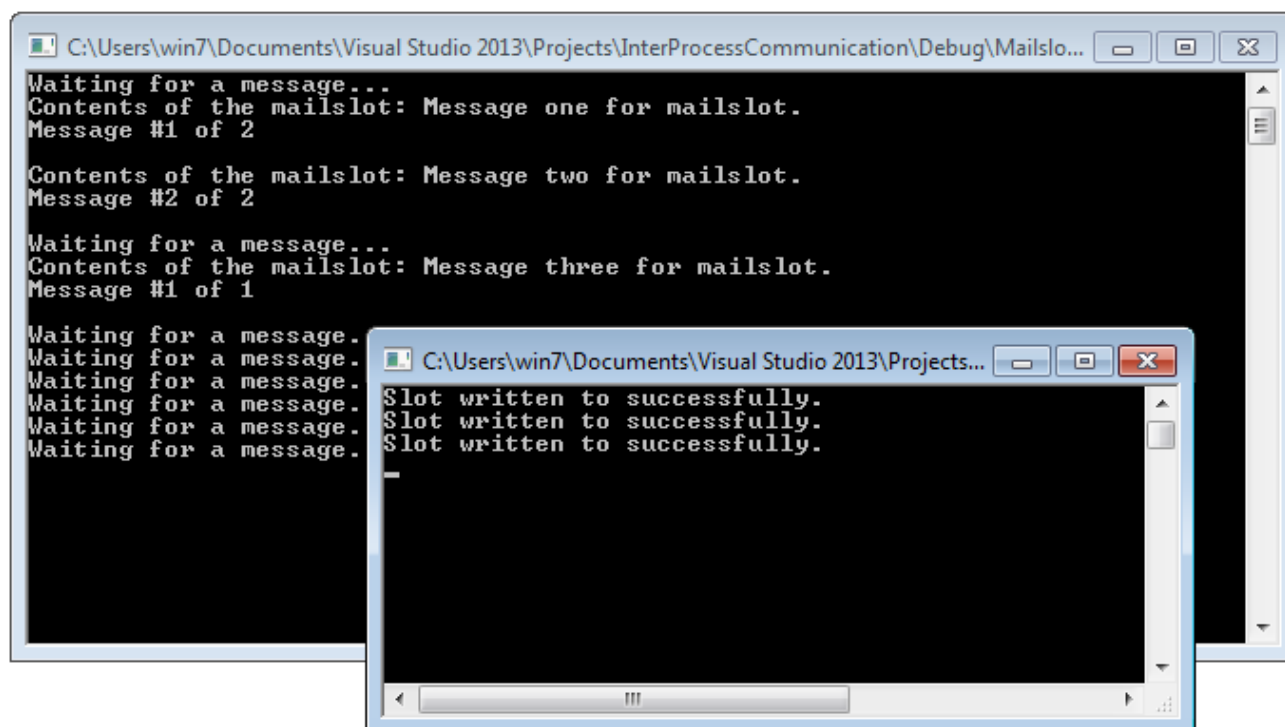 C:\Users\win7\Documents\Visual Studio 2013\Projects\InterProcessCommunication\Debug\Mailslo...
Waiting for a message...
Contents of the mailslot: Message one for mailslot.
Message #1 of 2
Contents of the mailslot: Message two for mailslot.
Message #2 of 2
Waiting for a message...
Contents of the mailslot: Message three for mailslot.
Message #1 of 1
Waiting for a message.
Waiting for a message.
Waiting for a message.
Waiting for a message.
Waiting for a message.
Waiting for a message.
C:\Users\win7\Documents\Visual Studio 2013\Projects...
Slot written to successfully.
Slot written to successfully.
Slot written to successfully.